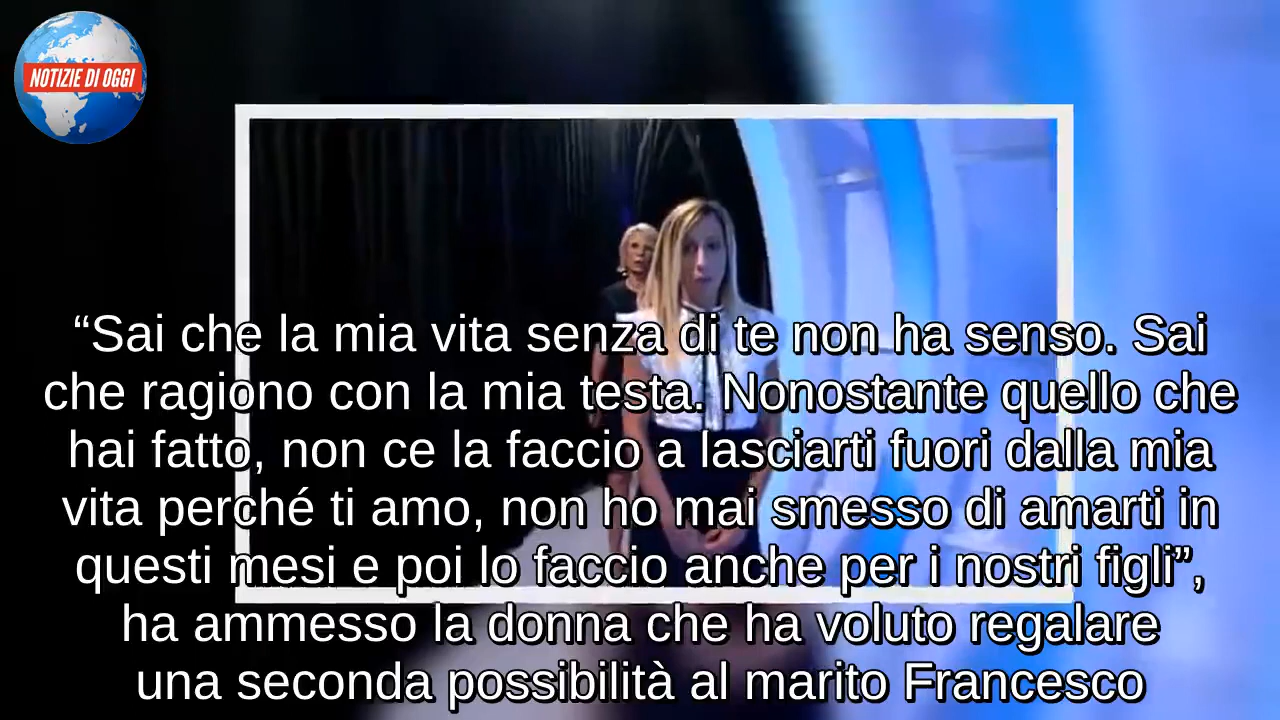 NOTIZIE DI OGGI
“Sai che la mia vita senza di te non ha senso. Sai
che ragiono con la mia testa. Nonostante quello che
hai fatto, non ce la faccio a lasciarti fuori dalla mia
vita perché ti amo, non ho mai smesso di amarti in
questi mesi e poi lo faccio anche per i nostri figli”,
ha ammesso la donna che ha voluto regalare
una seconda possibilità al marito Francesco